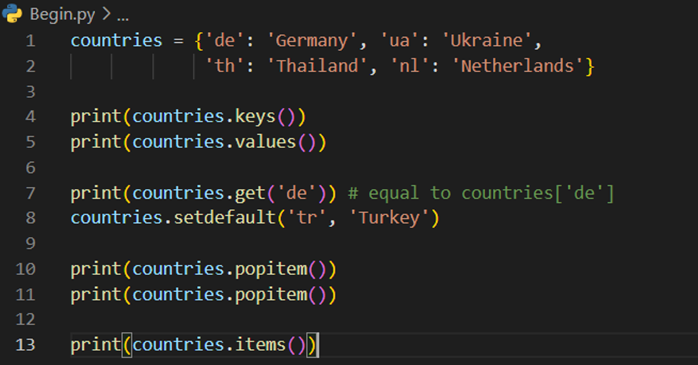 Begin.py > ...
1 countries = {'de': 'Germany', 'ua': 'Ukraine',
2 'th': 'Thailand', 'nl': 'Netherlands'}
3
4 print(countries.keys())
5 print(countries.values())
6
7 print(countries.get('de')) # equal to countries['de']
8 countries.setdefault('tr', 'Turkey')
9
10 print(countries.popitem())
11 print(countries.popitem())
12
13 print(countries.items())